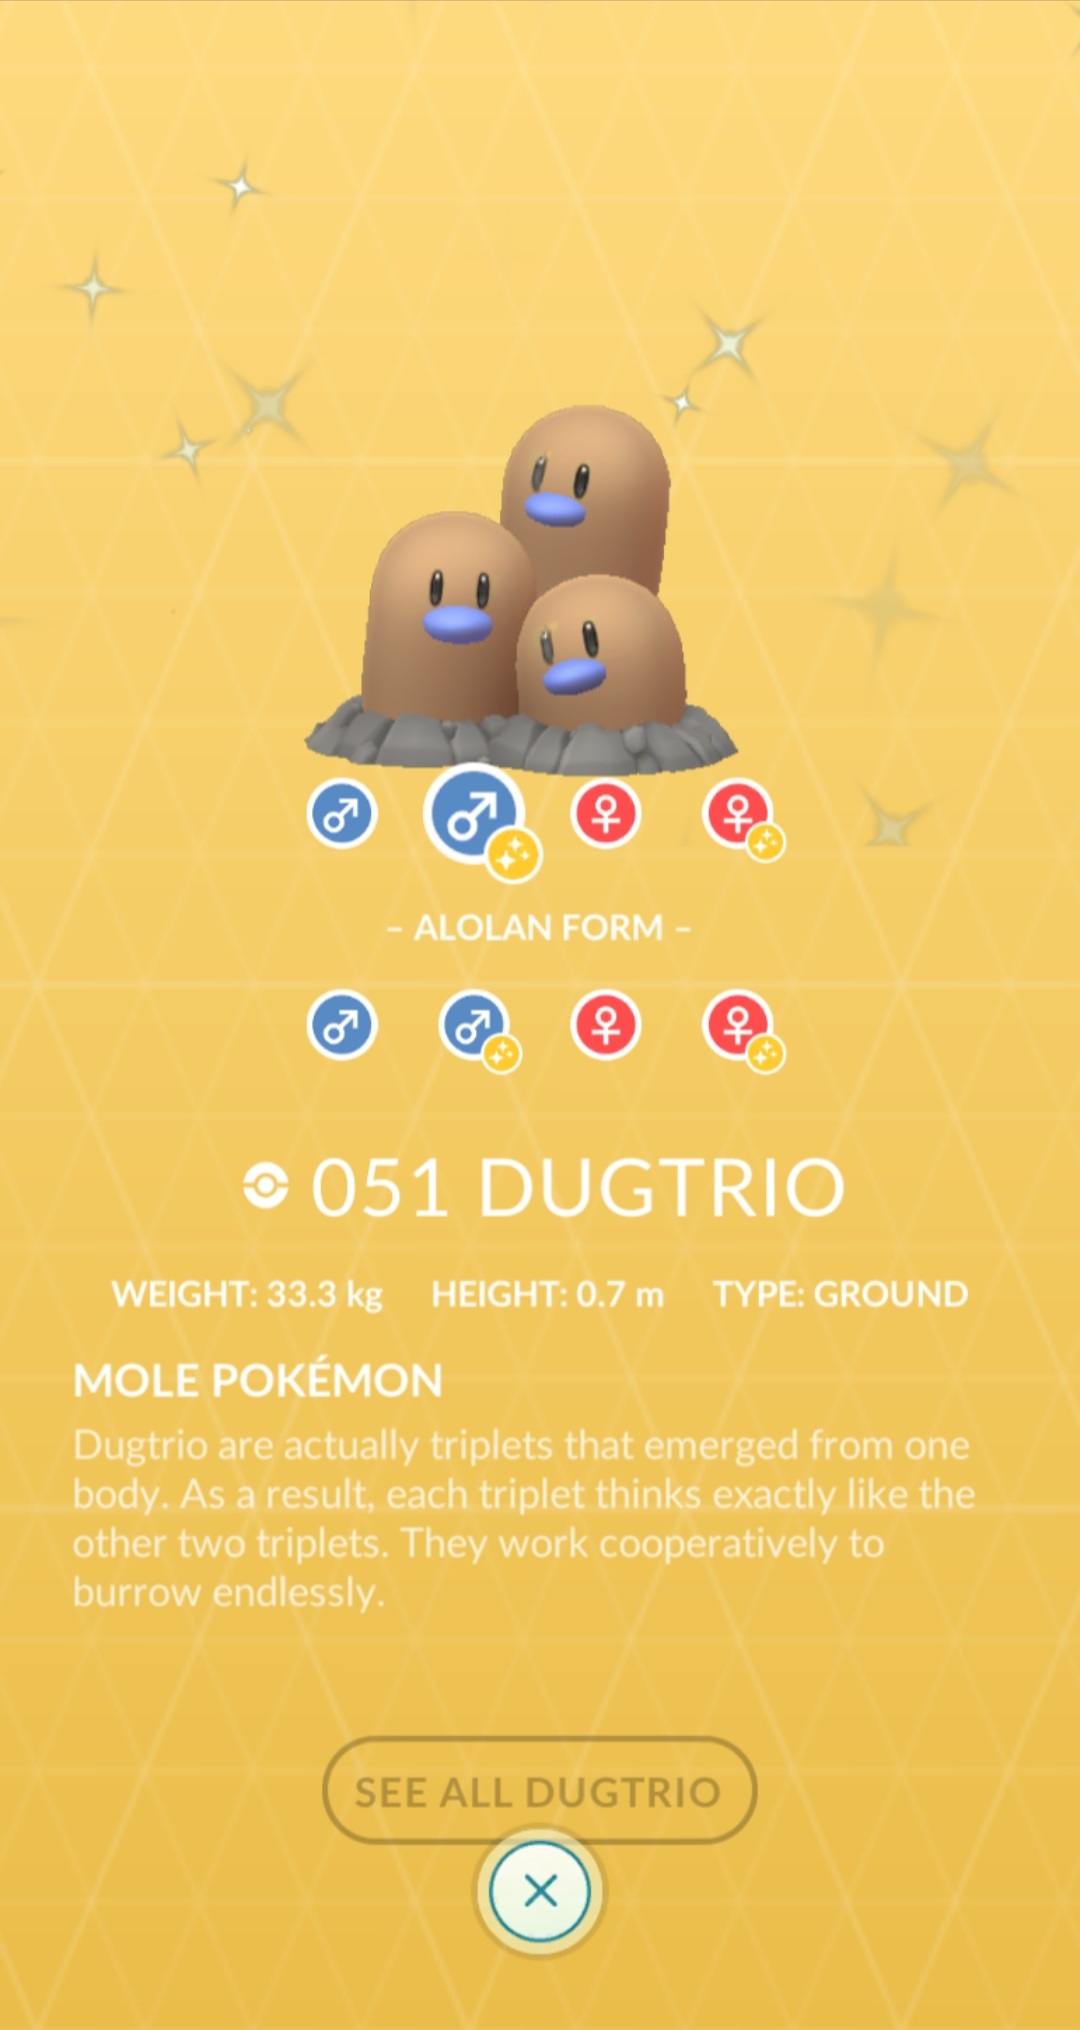 – ALOLAN FORM –
051 DUGTRIO
WEIGHT: 33.3 kg HEIGHT: 0.7 m TYPE: GROUND
MOLE POKÉMON
Dugtrio are actually triplets that emerged from one
body. As a result, each triplet thinks exactly like the
other two triplets. They work cooperatively to
burrow endlessly.
SEE ALL DUGTRIO